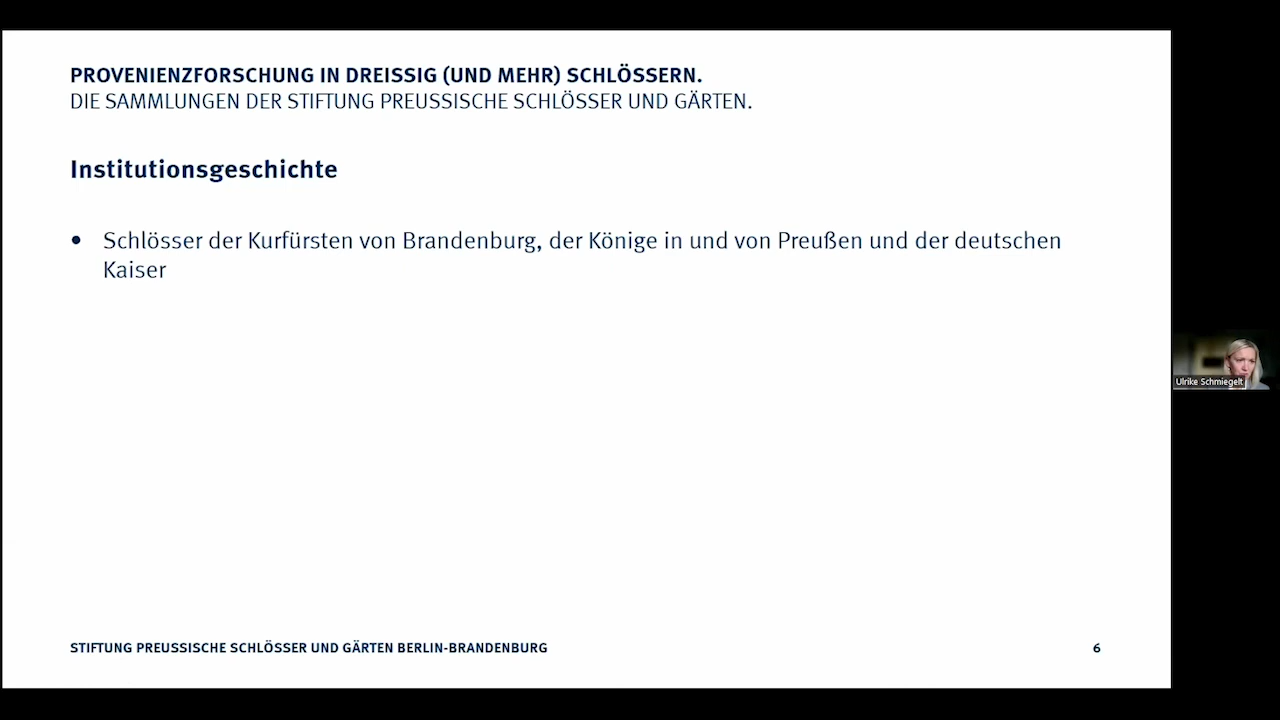 PROVENIENZFORSCHUNG IN DREISSIG (UND MEHR) SCHLÖSSERN.
DIE SAMMLUNGEN DER STIFTUNG PREUSSISCHE SCHLÖSSER UND GÄRTEN.
Institutionsgeschichte
• Schlösser der Kurfürsten von Brandenburg, der Könige in und von Preußen und der deutschen
Kaiser
Ulrike Schmiegelt
STIFTUNG PREUSSISCHE SCHLÖSSER UND GÄRTEN BERLIN-BRANDENBURG
6